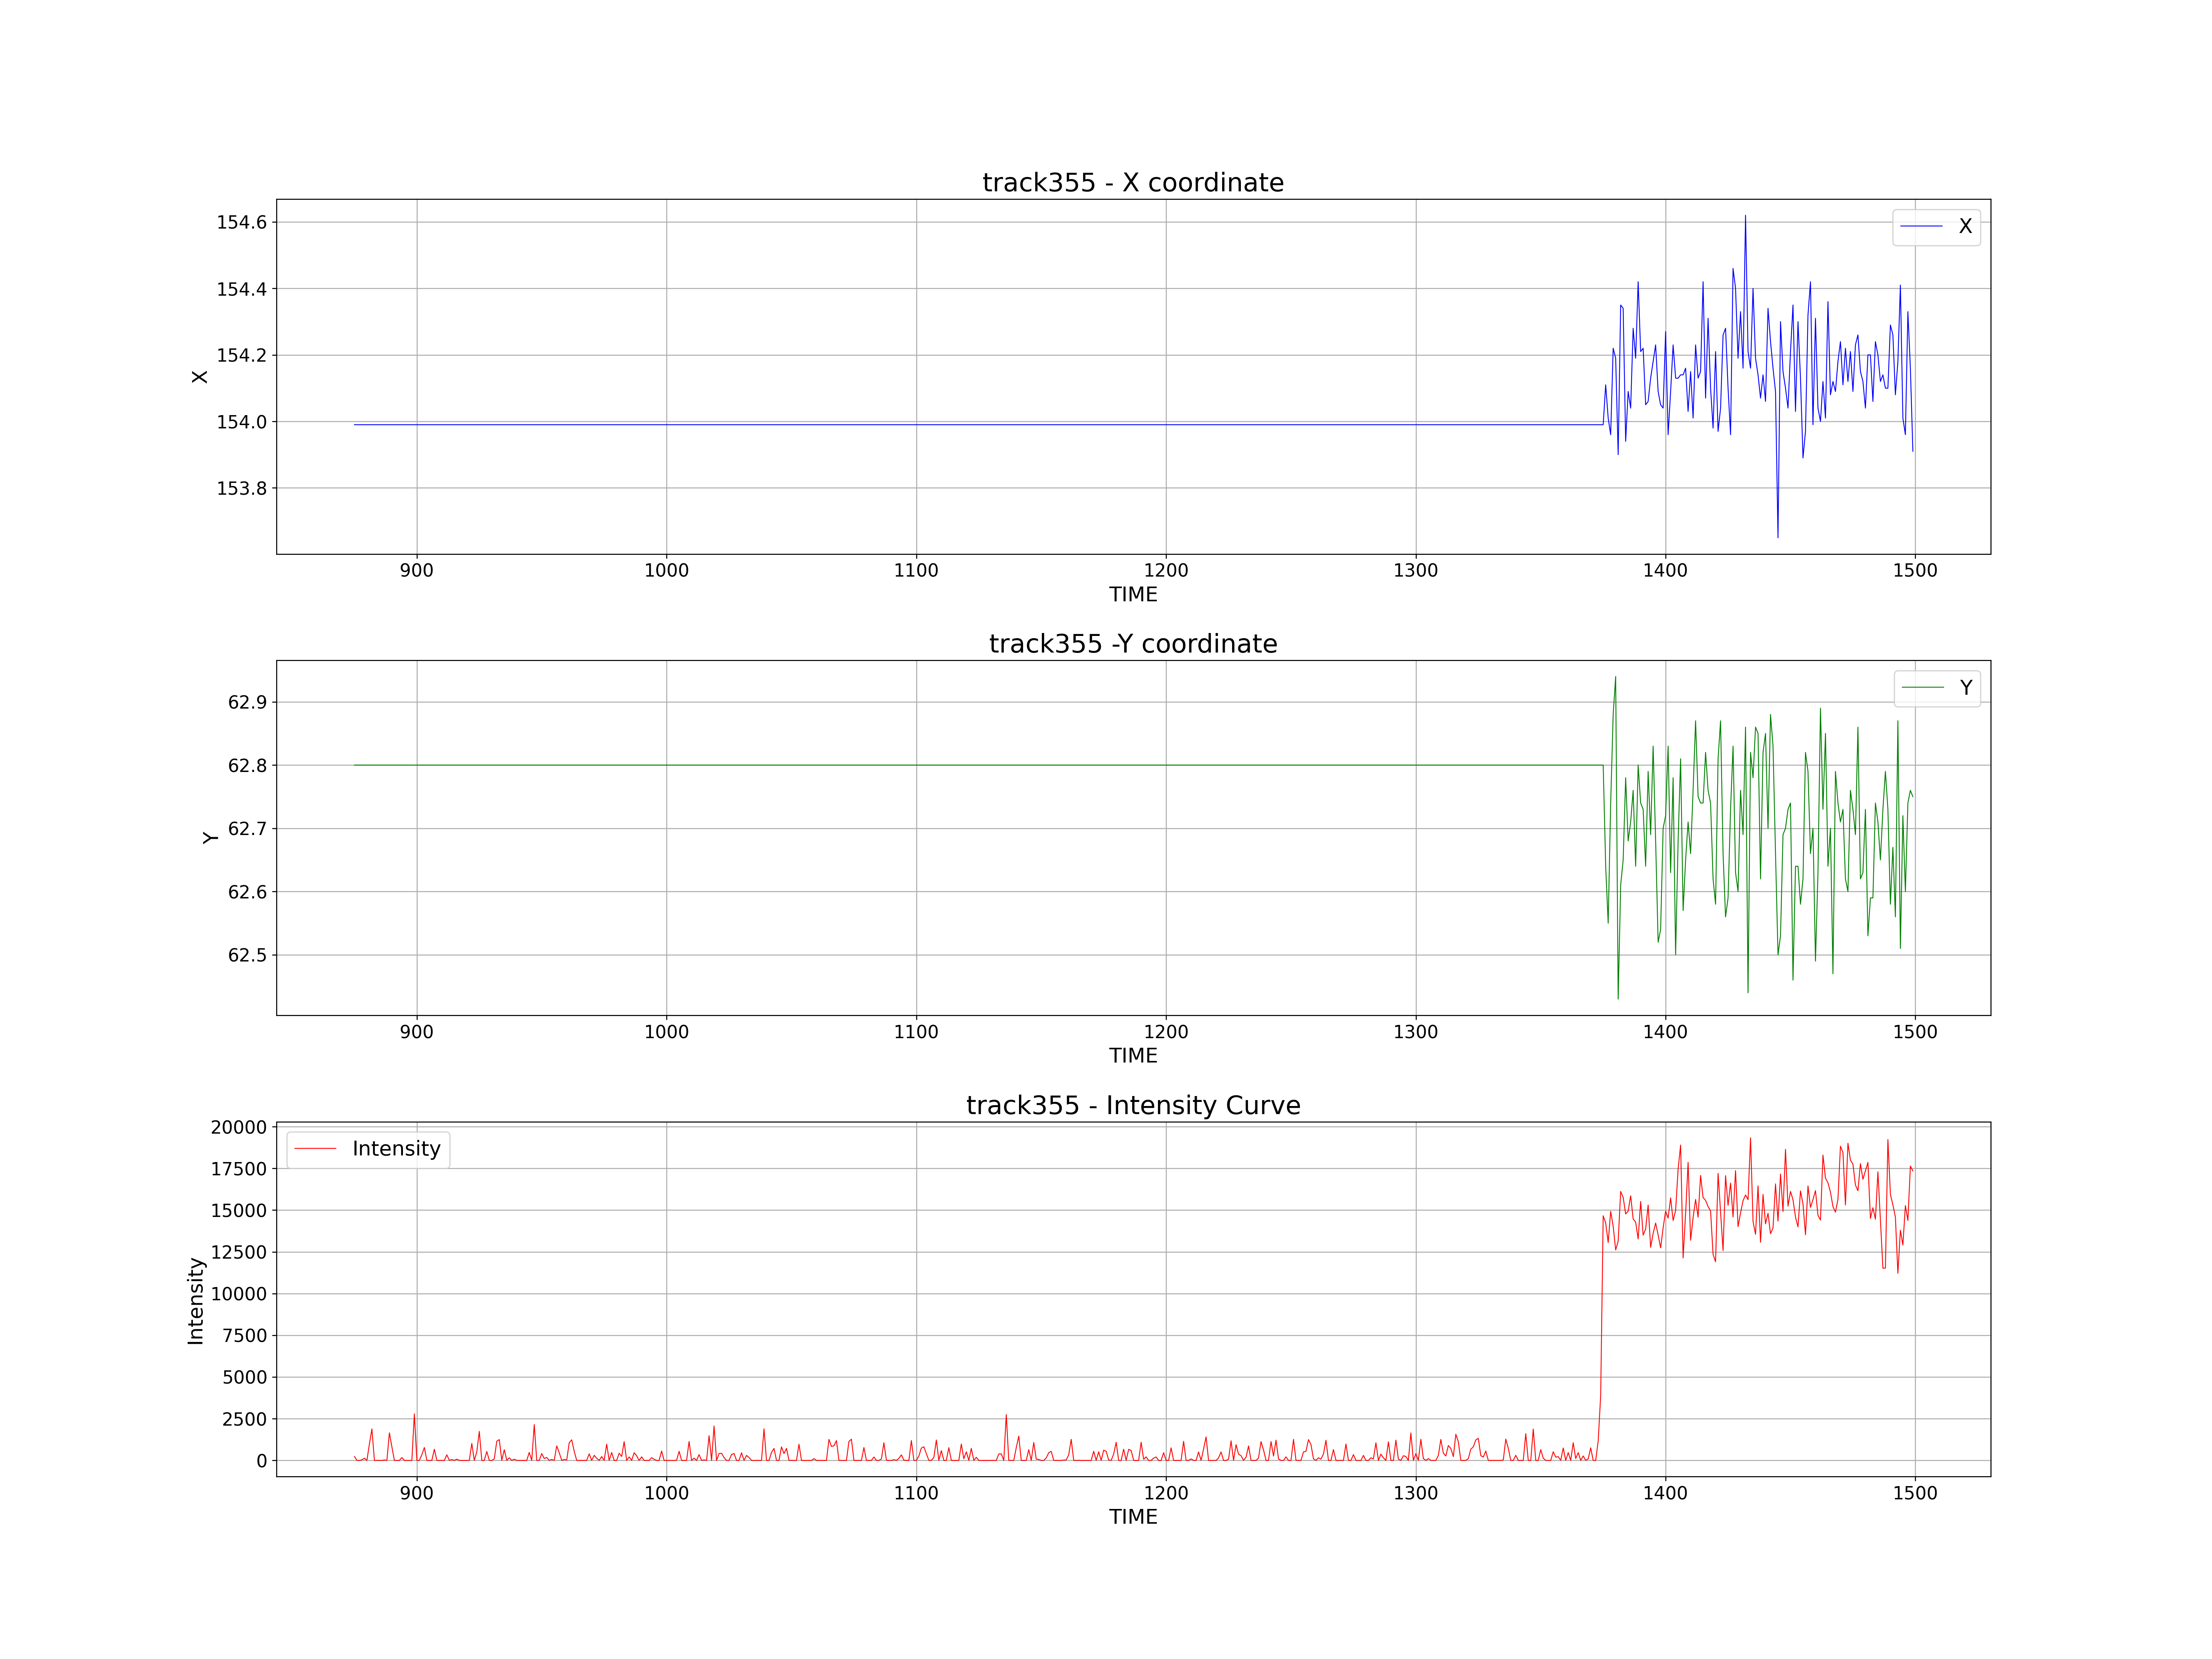 track355 - X coordinate
X
154.6
154.4
154.2
154.0
153.8
X
900 1000 1100 1200 1300 1400 1500
TIME
track355 -Y coordinate
Y
62.9
62.8
62.7
62.6
62.5
Y
900 1000 1100 1200 1300 1400 1500
TIME
track355 - Intensity Curve
Intensity
20000
17500
15000
12500
10000
7500
5000
2500
0
Intensity
900 1000 1100 1200 1300 1400 1500
TIME